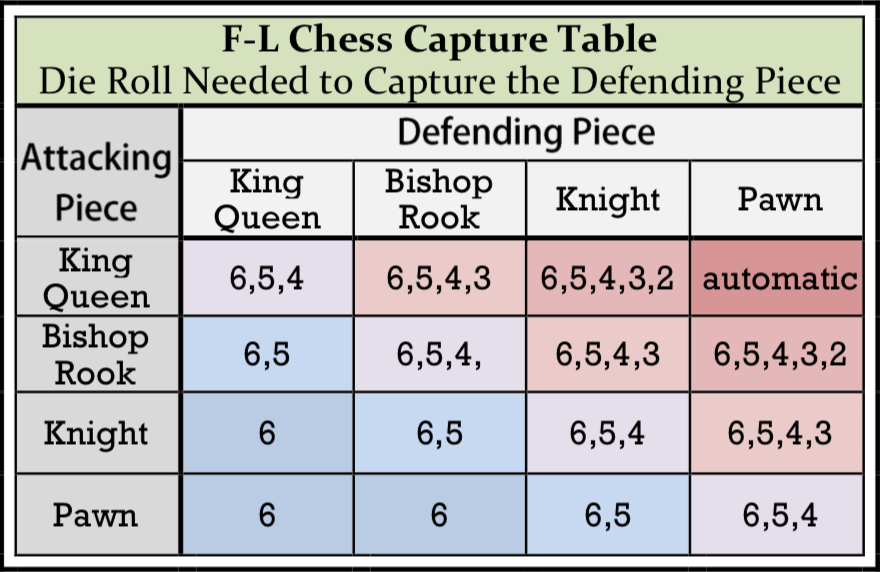 F-L Chess Capture Table
Die Roll Needed to Capture the Defending Piece
Attacking
Piece
Defending Piece
King
Queen
Bishop
Rook
Knight
Pawn
King
Queen
6,5,4
6,5,4,3
6,5,4,3,2
automatic
Bishop
Rook
6,5
6,5,4,
6,5,4,3
6,5,4,3,2
Knight
6
6,5
6,5,4
6,5,4,3
Pawn
6
6
6,5
6,5,4